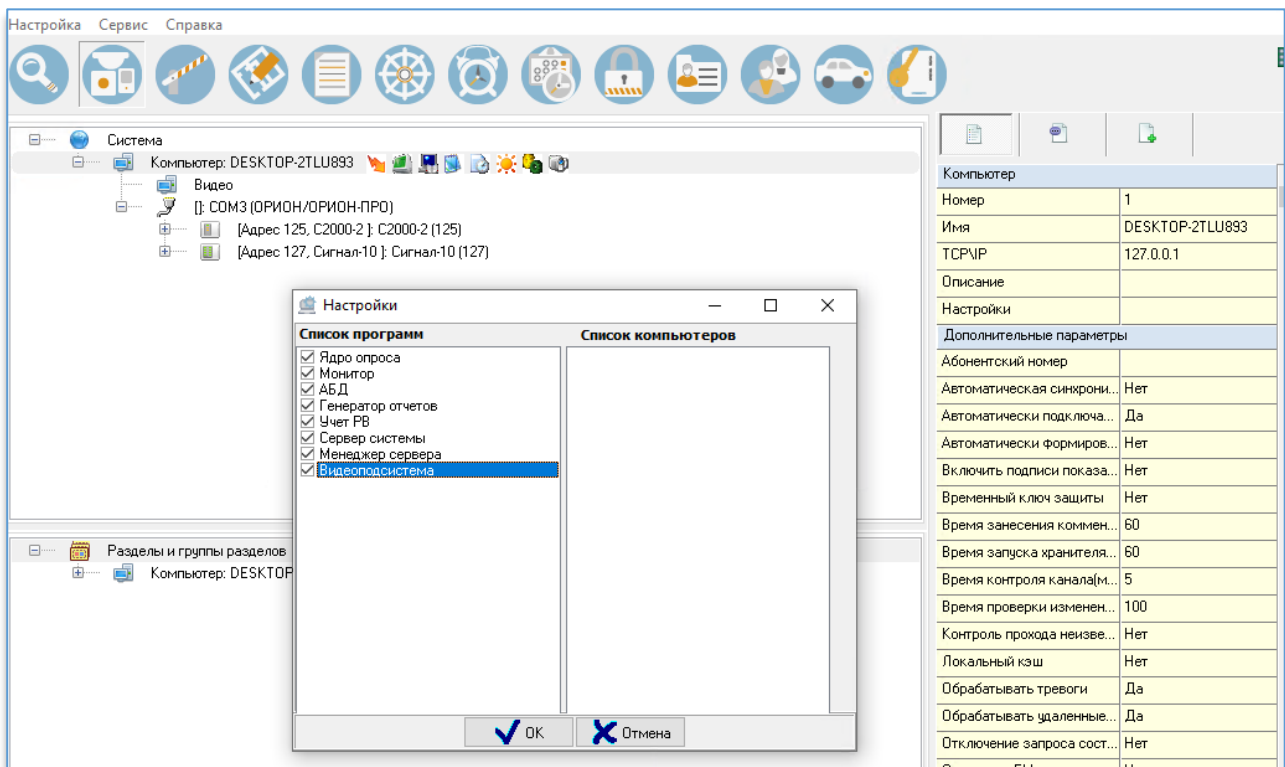 Настройка Сервис Справка
Система
Компьютер: DESKTOP-2TLU893
Видео
[]: COM3 (ОРИОН/ОРИОН-ПРО)
[Адрес 125, С2000-2 ]: С2000-2 (125)
[Адрес 127, Сигнал-10 ]: Сигнал-10 (127)
Разделы и группы разделов
Компьютер: DESKTOP
Настройки
Список программ
Ядро опроса
Монитор
АБД
Генератор отчетов
Учет РВ
Сервер системы
Менеджер сервера
Видеоподсистема
Список компьютеров
OK Отмена
Компьютер
Номер 1
Имя DESKTOP-2TLU893
TCP\IP 127.0.0.1
Описание
Настройки
Дополнительные параметры
Абонентский номер
Автоматическая синхрони... Нет
Автоматически подключа... Да
Автоматически формиров... Нет
Включить подписи показа... Нет
Временный ключ защиты Нет
Время занесения коммен... 60
Время запуска хранителя... 60
Время контроля канала(м... 5
Время проверки изменен... 100
Контроль прохода неизве... Нет
Локальный кэш Нет
Обрабатывать тревоги Да
Обрабатывать удаленные... Да
Отключение запроса сост... Нет